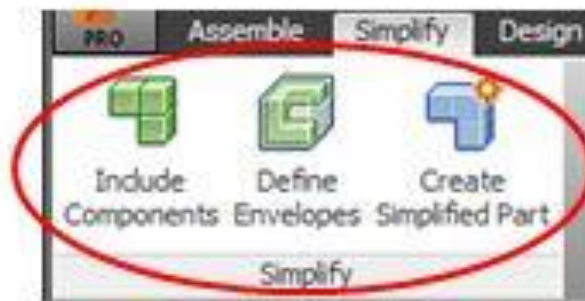 PRO Assemble Simplify Design
Include Define Create
Components Envelopes Simplified Part
Simplify